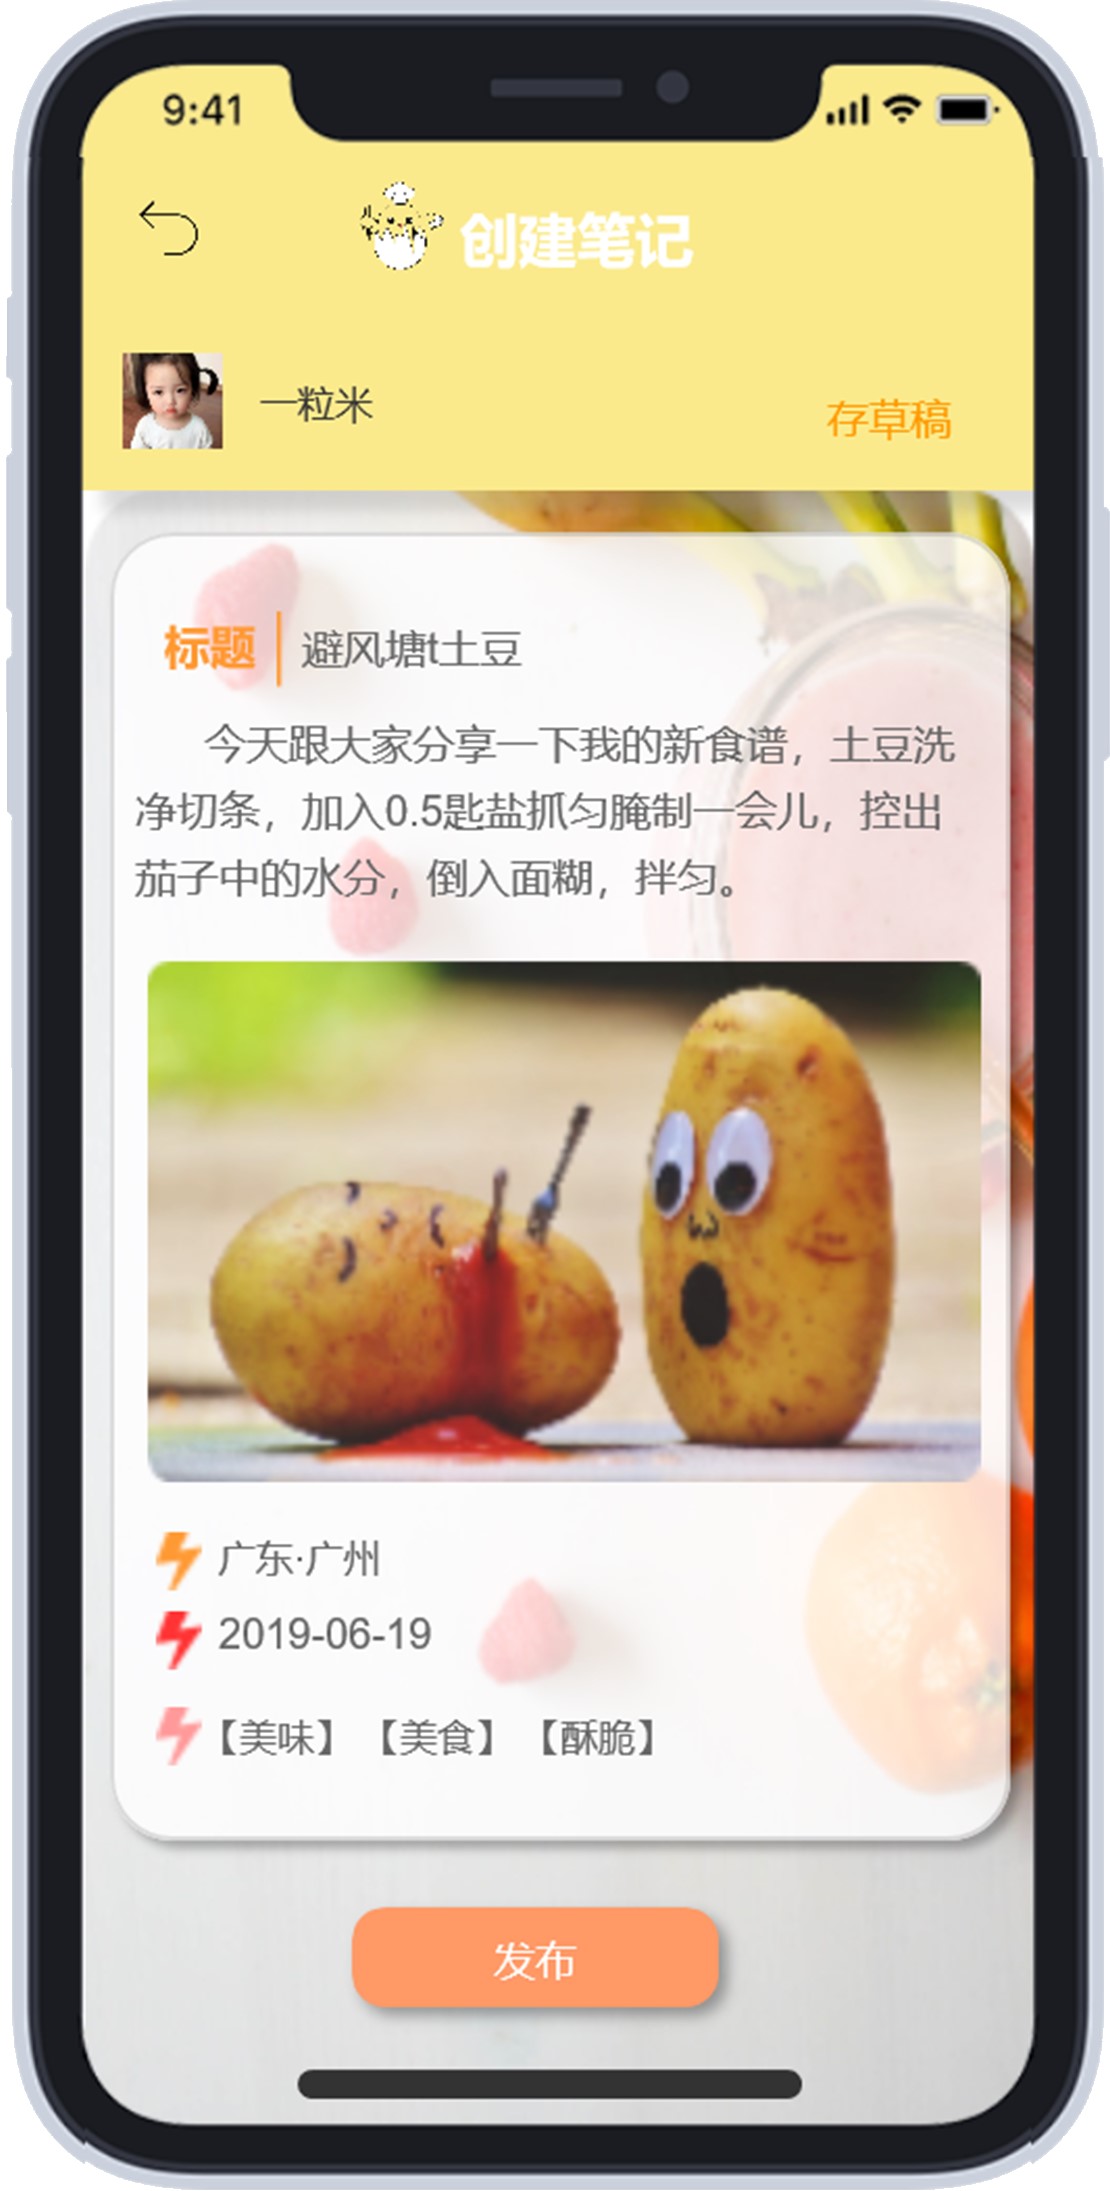 9:41
创建笔记
一粒米
存草稿
标题 避风塘t土豆
今天跟大家分享一下我的新食谱，土豆洗
净切条，加入0.5匙盐抓匀腌制一会儿，控出
茄子中的水分，倒入面糊，拌匀。
广东·广州
2019-06-19
【美味】 【美食】 【酥脆】
发布